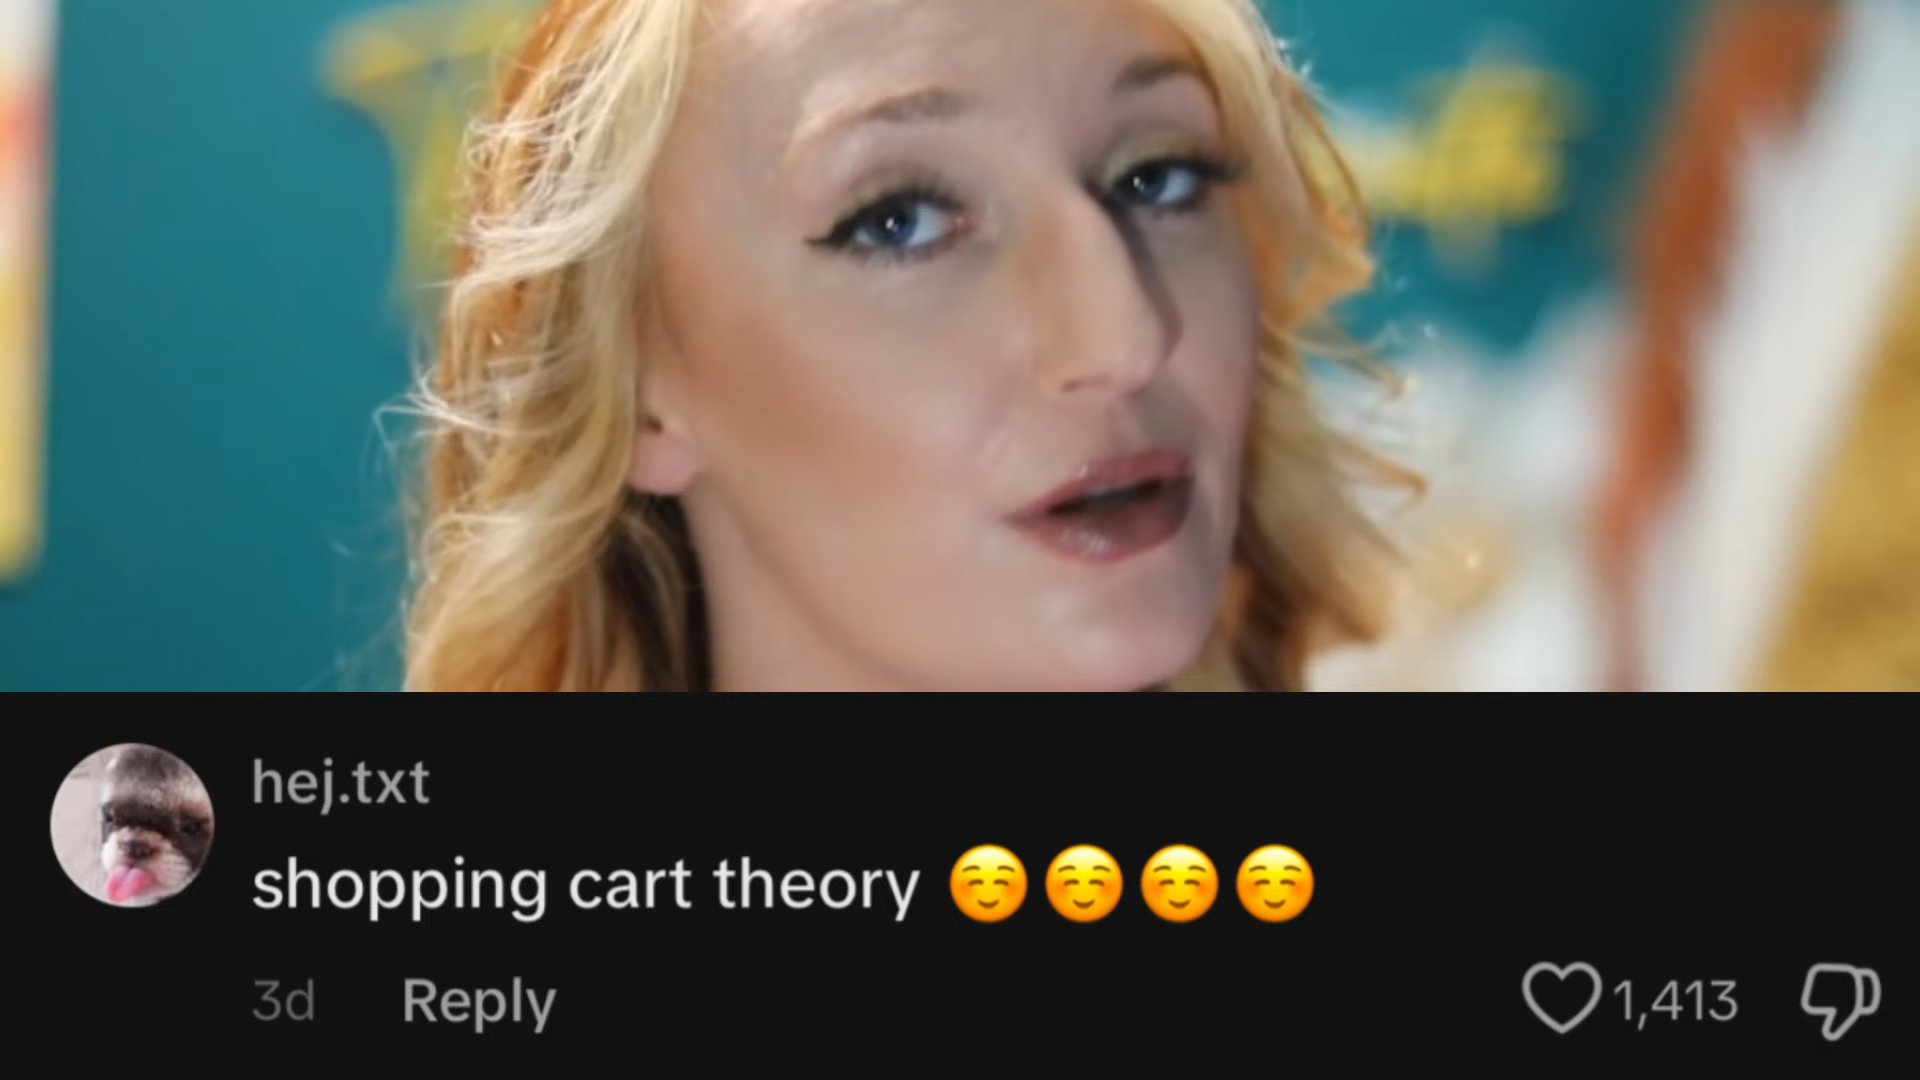 hej.txt
shopping cart theory ☺️☺️☺️☺️
3d Reply 1,413